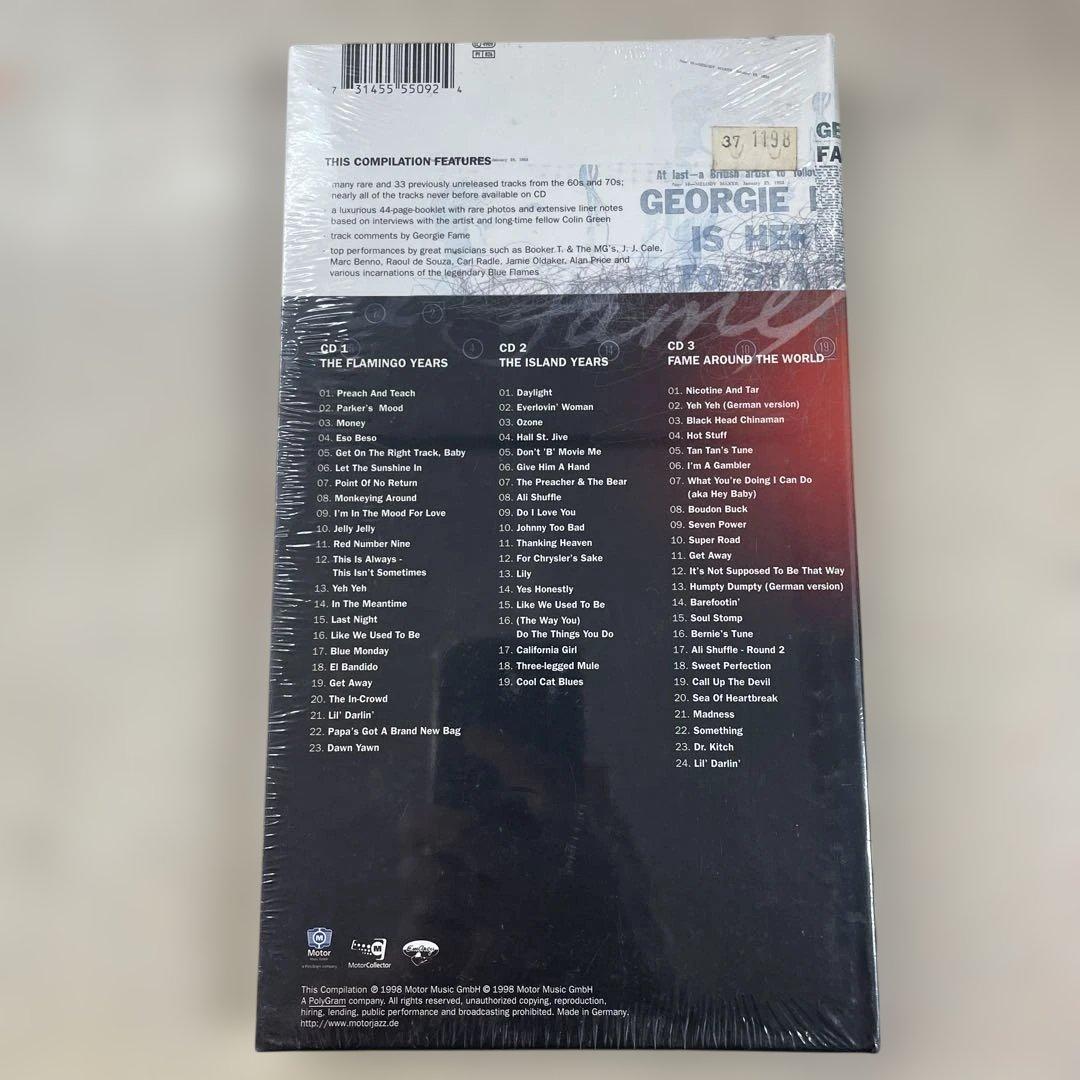 7 31455 55092 4
37 1198
GE
FA
THIS COMPILATION FEATURES
many rare and 33 previously unreleased tracks from the 60s and 70s;
nearly all of the tracks never before available on CD
a luxurious 44-page-booklet with rare photos and extensive liner notes
based on interviews with the artist and long-time fellow Colin Green
track comments by Georgie Fame
top performances by great musicians such as Booker T. & The MG's, J. J. Cale,
Marc Benno, Raoul de Souza, Carl Radle, Jamie Oldaker, Alan Price and
various incarnations of the legendary Blue Flames
At last—a British artist to follow
GEORGIE
IS HER
TO STA
Fame
CD 1
THE FLAMINGO YEARS
01. Preach And Teach
02. Parker's Mood
03. Money
04. Eso Beso
05. Get On The Right Track, Baby
06. Let The Sunshine In
07. Point Of No Return
08. Monkeying Around
09. I'm In The Mood For Love
10. Jelly Jelly
11. Red Number Nine
12. This Is Always -
This Isn't Sometimes
13. Yeh Yeh
14. In The Meantime
15. Last Night
16. Like We Used To Be
17. Blue Monday
18. El Bandido
19. Get Away
20. The In-Crowd
21. Lil' Darlin'
22. Papa's Got A Brand New Bag
23. Dawn Yawn
CD 2
THE ISLAND YEARS
01. Daylight
02. Everlovin' Woman
03. Ozone
04. Hall St. Jive
05. Don't 'B' Movie Me
06. Give Him A Hand
07. The Preacher & The Bear
08. Ali Shuffle
09. Do I Love You
10. Johnny Too Bad
11. Thanking Heaven
12. For Chrysler's Sake
13. Lily
14. Yes Honestly
15. Like We Used To Be
16. (The Way You)
Do The Things You Do
17. California Girl
18. Three-legged Mule
19. Cool Cat Blues
CD 3
FAME AROUND THE WORLD
01. Nicotine And Tar
02. Yeh Yeh (German version)
03. Black Head Chinaman
04. Hot Stuff
05. Tan Tan's Tune
06. I'm A Gambler
07. What You're Doing I Can Do
(aka Hey Baby)
08. Boudon Buck
09. Seven Power
10. Super Road
11. Get Away
12. It's Not Supposed To Be That Way
13. Humpty Dumpty (German version)
14. Barefootin'
15. Soul Stomp
16. Bernie's Tune
17. Ali Shuffle - Round 2
18. Sweet Perfection
19. Call Up The Devil
20. Sea Of Heartbreak
21. Madness
22. Something
23. Dr. Kitch
24. Lil' Darlin'
M
Motor
Music GmbH
a PolyGram company
MotorCollector
EmArcy
This Compilation ℗ 1998 Motor Music GmbH © 1998 Motor Music GmbH
A PolyGram company. All rights reserved, unauthorized copying, reproduction,
hiring, lending, public performance and broadcasting prohibited. Made in Germany.
http://www.motorjazz.de